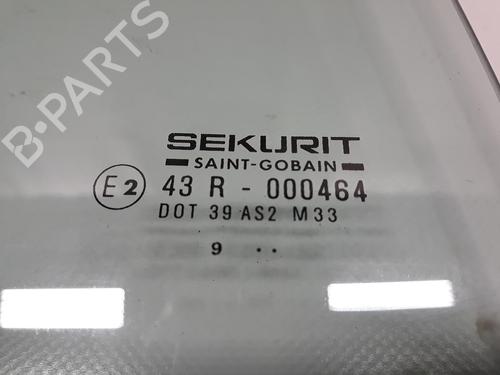 B-PARTS
SEKURIT
SAINT-GOBAIN
E2 43 R - 000464
DOT 39 AS2 M33
9 ..